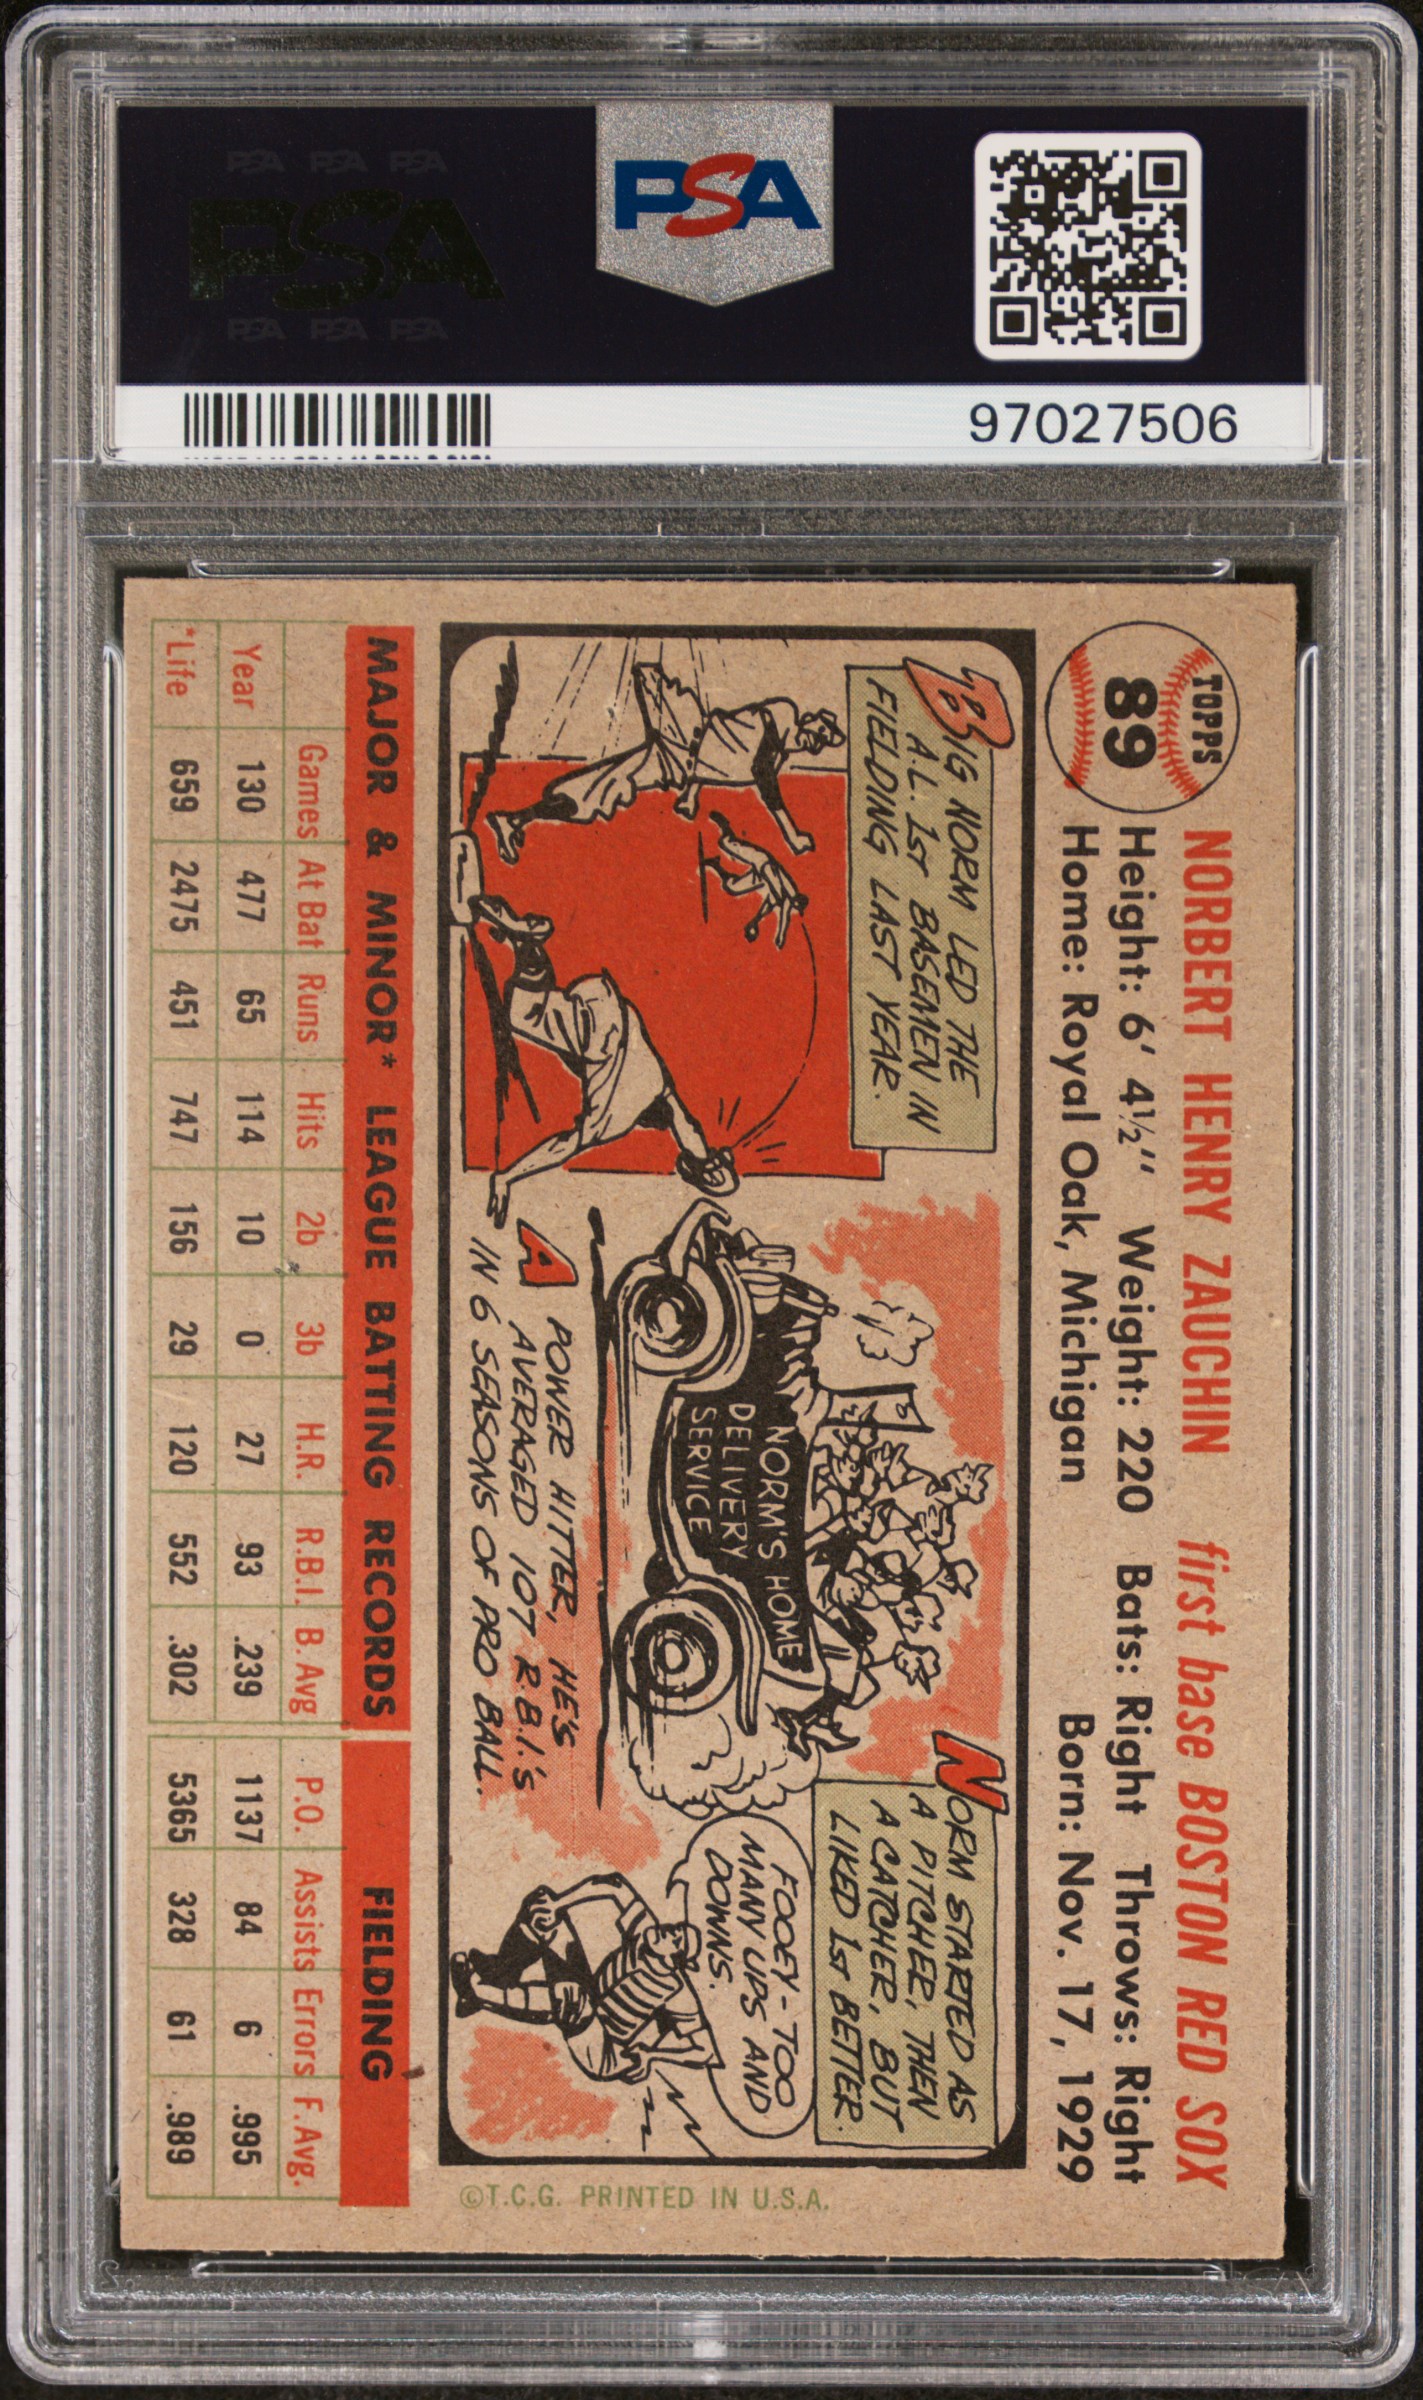 PSA PSA PSA
PSA
PSA PSA PSA
PSA
97027506
TOPPS
89
NORBERT HENRY ZAUCHIN first base BOSTON RED SOX
Height: 6' 4½" Weight: 220 Bats: Right Throws: Right
Home: Royal Oak, Michigan Born: Nov. 17, 1929
BIG NORM LED THE
A.L. 1ST BASEMEN IN
FIELDING LAST YEAR.
NORM'S HOME
DELIVERY
SERVICE
A POWER HITTER, HE'S
AVERAGED 107 R.B.I.'S
IN 6 SEASONS OF PRO BALL.
NORM STARTED AS
A PITCHER, THEN
A CATCHER, BUT
LIKED 1ST BETTER.
FOOEY-TOO
MANY UPS AND
DOWNS.
MAJOR & MINOR* LEAGUE BATTING RECORDS FIELDING
Games At Bat Runs Hits 2b 3b H.R. R.B.I. B. Avg P.O. Assists Errors F. Avg.
Year 130 477 65 114 10 0 27 93 .239 1137 84 6 .995
*Life 659 2475 451 747 156 29 120 552 .302 5365 328 61 .989
©T.C.G. PRINTED IN U.S.A.